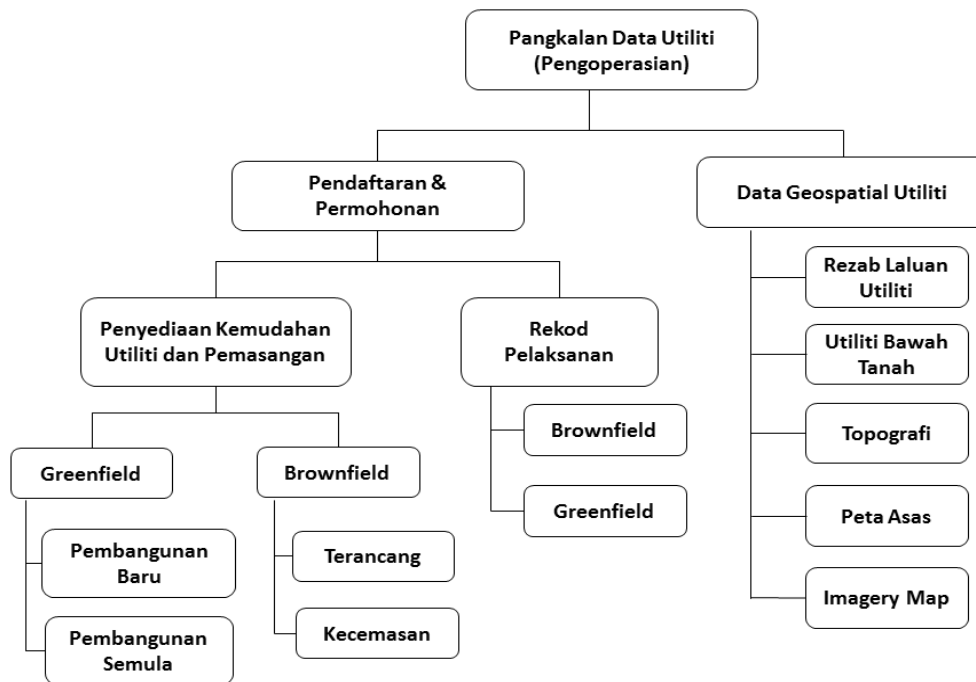 Pangkalan Data Utiliti
(Pengoperasian)
Pendaftaran &
Permohonan
Data Geospatial Utiliti
Penyediaan Kemudahan
Utiliti dan Pemasangan
Rekod
Pelaksanan
Greenfield
Pembangunan
Baru
Pembangunan
Semula
Brownfield
Terancang
Kecemasan
Brownfield
Greenfield
Rezab Laluan
Utiliti
Utiliti Bawah
Tanah
Topografi
Peta Asas
Imagery Map